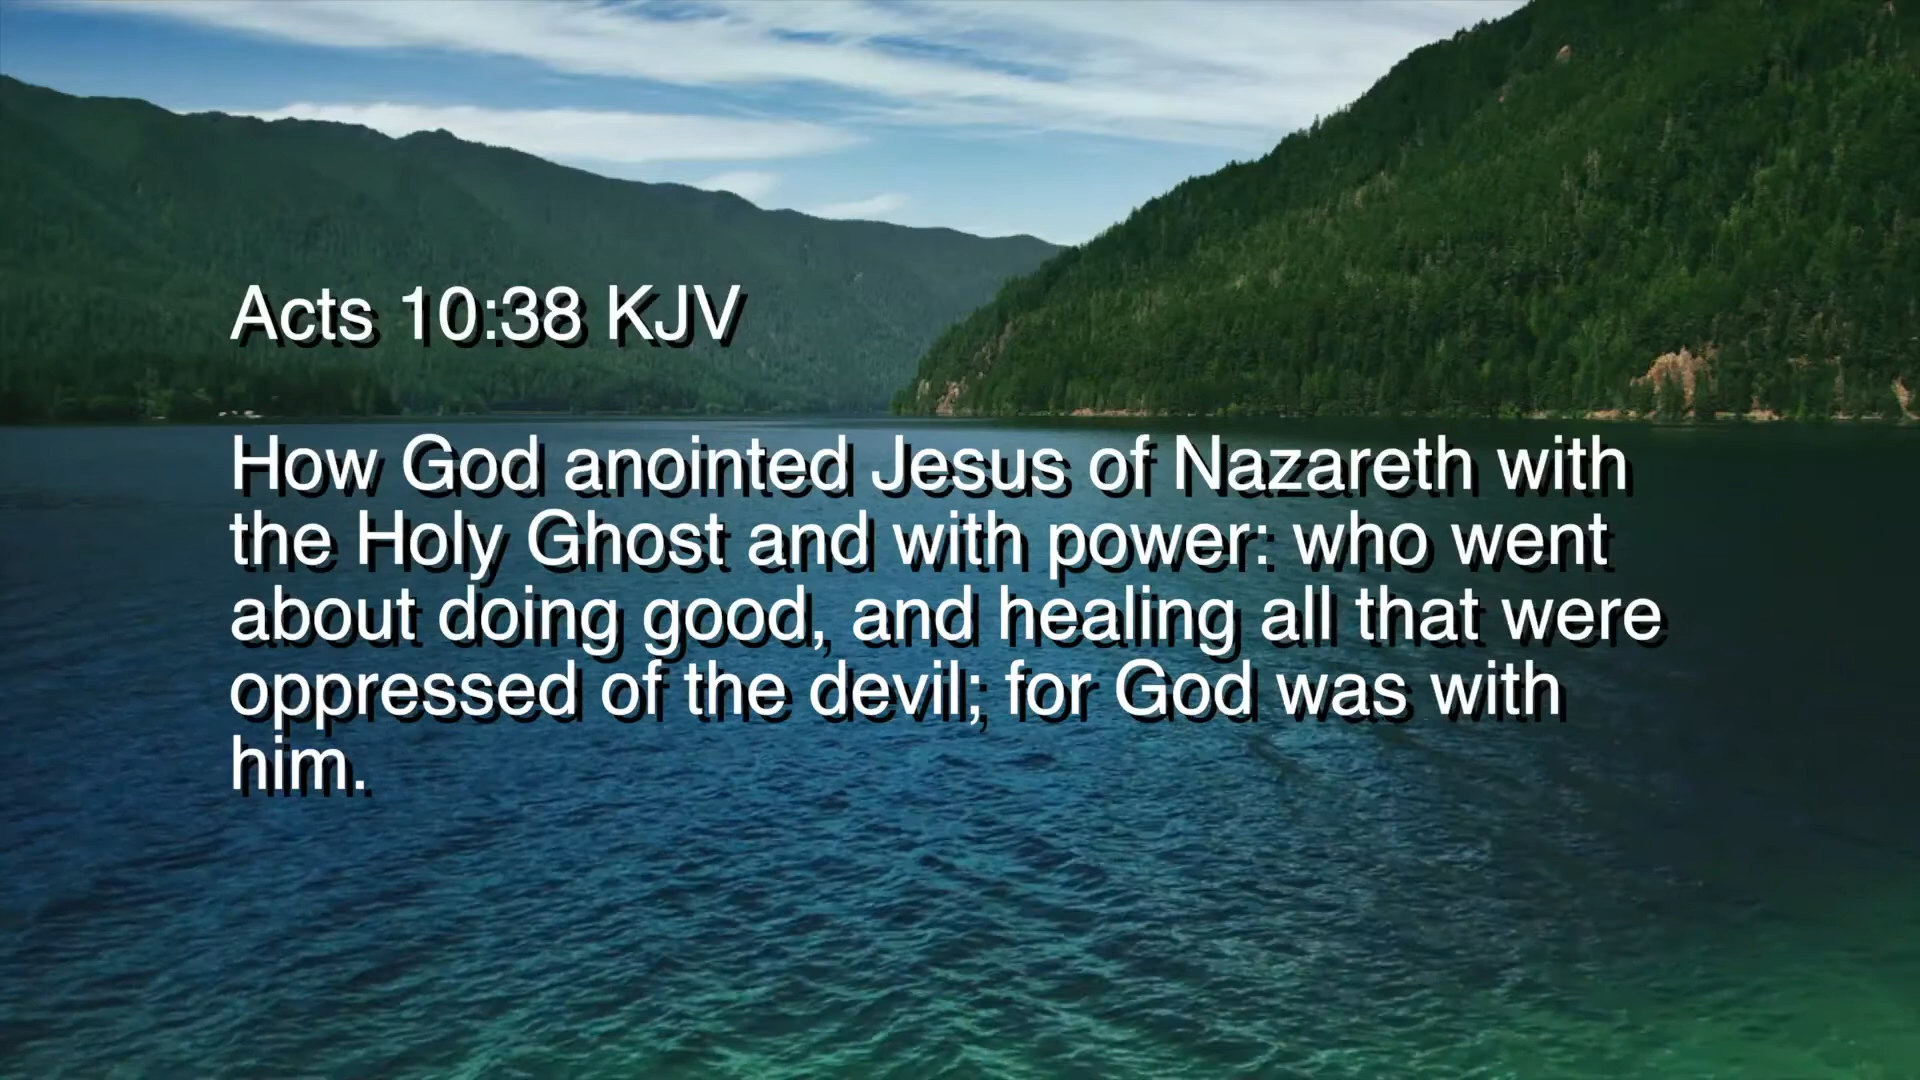 Acts 10:38 KJV
How God anointed Jesus of Nazareth with
the Holy Ghost and with power: who went
about doing good, and healing all that were
oppressed of the devil; for God was with
him.